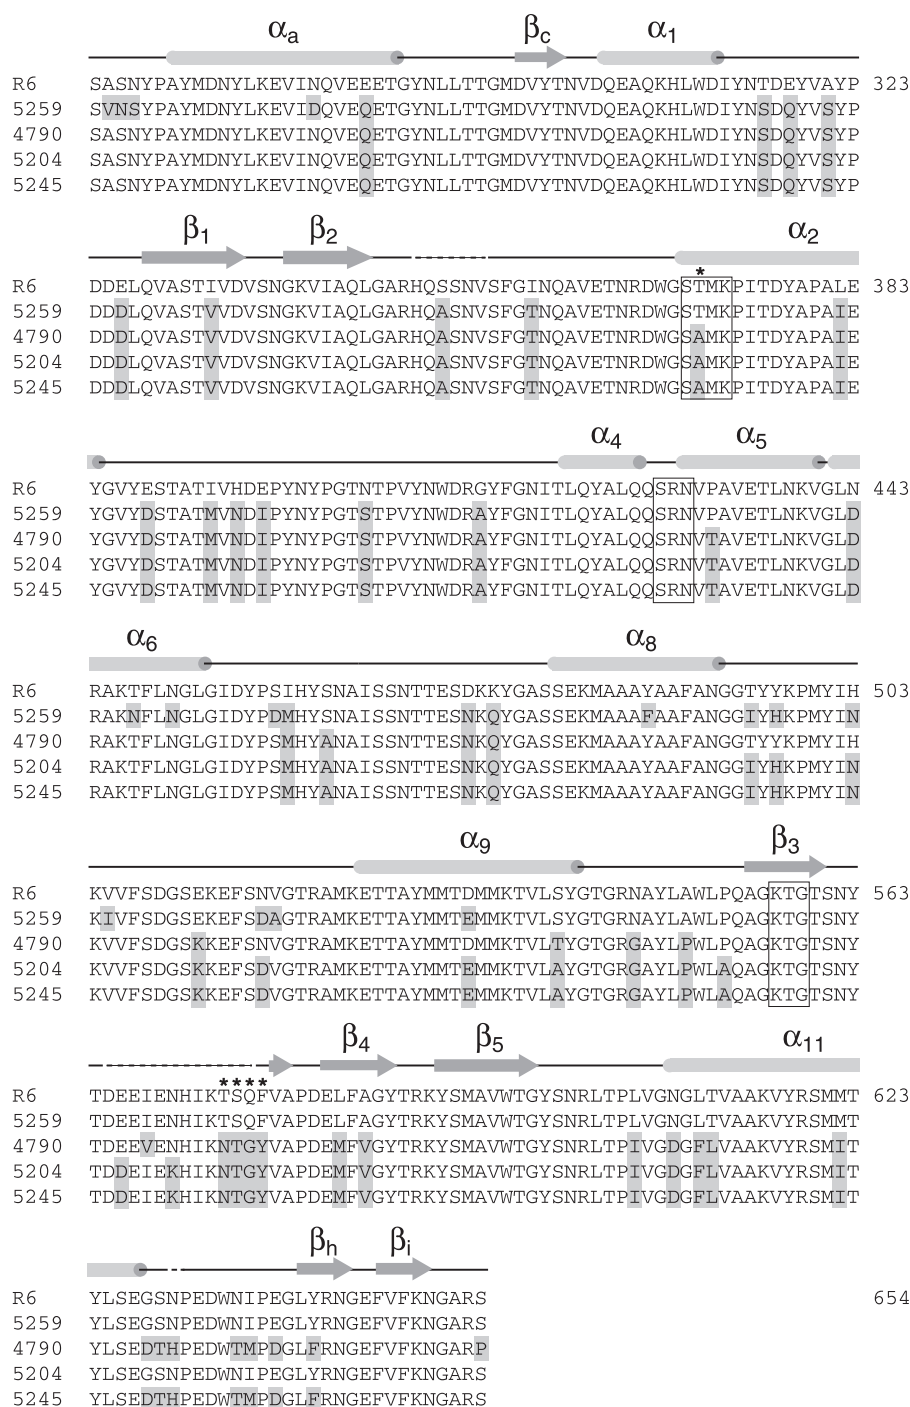 αa βc α1
R6 SASNYPAYMDNYLKEVINQVEEETGYNLLTTGMDVYTNVDQEAQKHLWDIYNTDEYVAYP 323
5259 SVNSYPAYMDNYLKEVIDQVEQETGYNLLTTGMDVYTNVDQEAQKHLWDIYNSDQYVSYP
4790 SASNYPAYMDNYLKEVINQVEQETGYNLLTTGMDVYTNVDQEAQKHLWDIYNSDQYVSYP
5204 SASNYPAYMDNYLKEVINQVEQETGYNLLTTGMDVYTNVDQEAQKHLWDIYNSDQYVSYP
5245 SASNYPAYMDNYLKEVINQVEQETGYNLLTTGMDVYTNVDQEAQKHLWDIYNSDQYVSYP
β1 β2 α2
*
R6 DDELQVASTIVDVSNGKVIAQLGARHQSSNVSFGINQAVETNRDWGSTMKPITDYAPALE 383
5259 DDDLQVASTVVDVSNGKVIAQLGARHQASNVSFGTNQAVETNRDWGSTMKPITDYAPAIE
4790 DDDLQVASTVVDVSNGKVIAQLGARHQASNVSFGTNQAVETNRDWGSAMKPITDYAPAIE
5204 DDDLQVASTVVDVSNGKVIAQLGARHQASNVSFGTNQAVETNRDWGSAMKPITDYAPAIE
5245 DDDLQVASTVVDVSNGKVIAQLGARHQASNVSFGTNQAVETNRDWGSAMKPITDYAPAIE
α4 α5
R6 YGVYESTATIVHDEPYNYPGTNTPVYNWDRGYFGNITLQYALQQSRNVPAVETLNKVGLN 443
5259 YGVYDSTATMVNDIPYNYPGTSTPVYNWDRAYFGNITLQYALQQSRNVPAVETLNKVGLD
4790 YGVYDSTATMVNDIPYNYPGTSTPVYNWDRAYFGNITLQYALQQSRNVTAVETLNKVGLD
5204 YGVYDSTATMVNDIPYNYPGTSTPVYNWDRAYFGNITLQYALQQSRNVTAVETLNKVGLD
5245 YGVYDSTATMVNDIPYNYPGTSTPVYNWDRAYFGNITLQYALQQSRNVTAVETLNKVGLD
α6 α8
R6 RAKTFLNGLGIDYPSIHYSNAISSNTTESDKKYGASSEKMAAAYAAFANGGTYYKPMYIH 503
5259 RAKNFLNGLGIDYPDMHYSNAISSNTTESNKQYGASSEKMAAAFAAFANGGIYHKPMYIN
4790 RAKTFLNGLGIDYPSMHYANAISSNTTESNKQYGASSEKMAAAYAAFANGGTYYKPMYIH
5204 RAKTFLNGLGIDYPSMHYANAISSNTTESNKQYGASSEKMAAAYAAFANGGIYHKPMYIN
5245 RAKTFLNGLGIDYPSMHYANAISSNTTESNKQYGASSEKMAAAYAAFANGGIYHKPMYIN
α9 β3
R6 KVVFSDGSEKEFSNVGTRAMKETTAYMMTDMMKTVLSYGTGRNAYLAWLPQAGKTGTSNY 563
5259 KIVFSDGSEKEFSDAGTRAMKETTAYMMTEMMKTVLSYGTGRNAYLAWLPQAGKTGTSNY
4790 KVVFSDGSKKEFSNVGTRAMKETTAYMMTDMMKTVLTYGTGRGAYLPWLPQAGKTGTSNY
5204 KVVFSDGSKKEFSDVGTRAMKETTAYMMTEMMKTVLAYGTGRGAYLPWLAQAGKTGTSNY
5245 KVVFSDGSKKEFSDVGTRAMKETTAYMMTEMMKTVLAYGTGRGAYLPWLAQAGKTGTSNY
β4 β5 α11
****
R6 TDEEIENHIKTSQFVAPDELFAGYTRKYSMAVWTGYSNRLTPLVGNGLTVAAKVYRSMMT 623
5259 TDEEIENHIKTSQFVAPDELFAGYTRKYSMAVWTGYSNRLTPLVGNGLTVAAKVYRSMMT
4790 TDEEVENHIKNTGYVAPDEMFVGYTRKYSMAVWTGYSNRLTPIVGDGFLVAAKVYRSMIT
5204 TDDEIEKHIKNTGYVAPDEMFVGYTRKYSMAVWTGYSNRLTPIVGDGFLVAAKVYRSMIT
5245 TDDEIEKHIKNTGYVAPDEMFVGYTRKYSMAVWTGYSNRLTPIVGDGFLVAAKVYRSMIT
βh βi
R6 YLSEGSNPEDWNIPEGLYRNGEFVFKNGARS 654
5259 YLSEGSNPEDWNIPEGLYRNGEFVFKNGARS
4790 YLSEDTHPEDWTMPDGLFRNGEFVFKNGARP
5204 YLSEGSNPEDWNIPEGLYRNGEFVFKNGARS
5245 YLSEDTHPEDWTMPDGLFRNGEFVFKNGARS